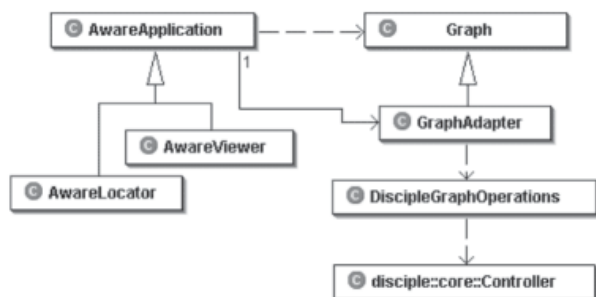 C AwareApplication
C Graph
1
C GraphAdapter
C AwareViewer
C AwareLocator
C DiscipleGraphOperations
C disciple::core::Controller